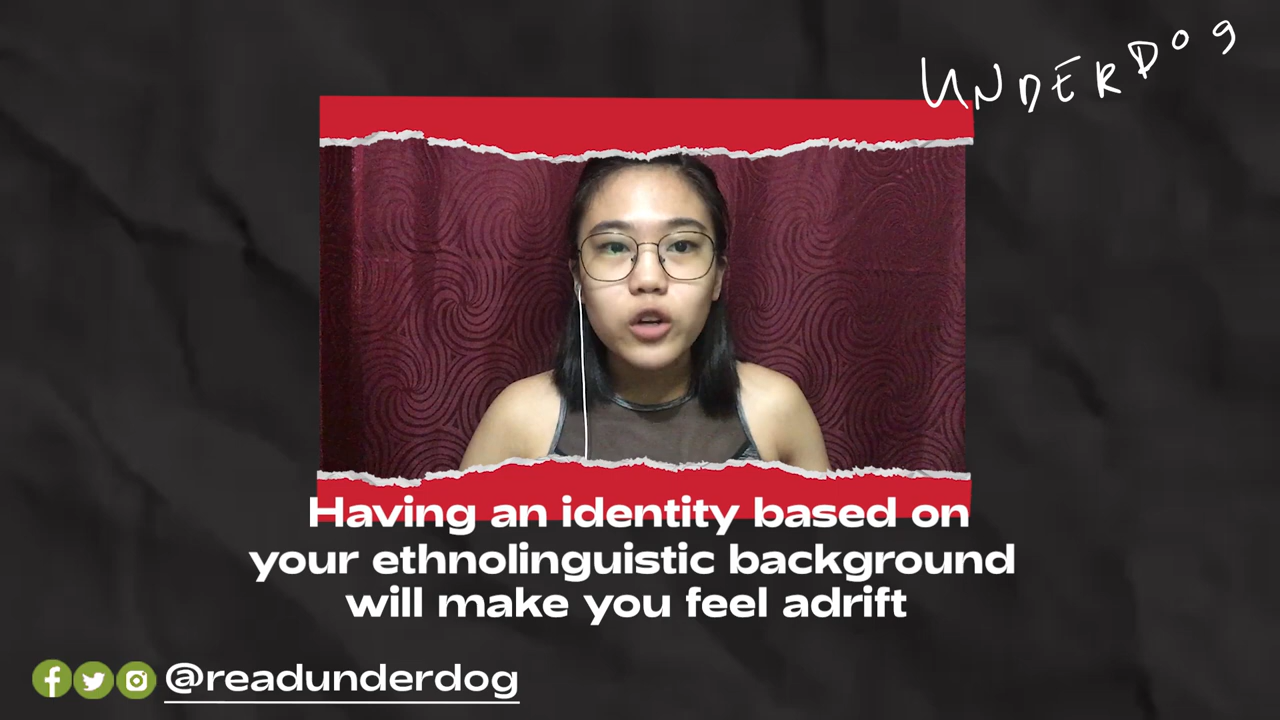 UNDERDOG
Having an identity based on
your ethnolinguistic background
will make you feel adrift
@readunderdog